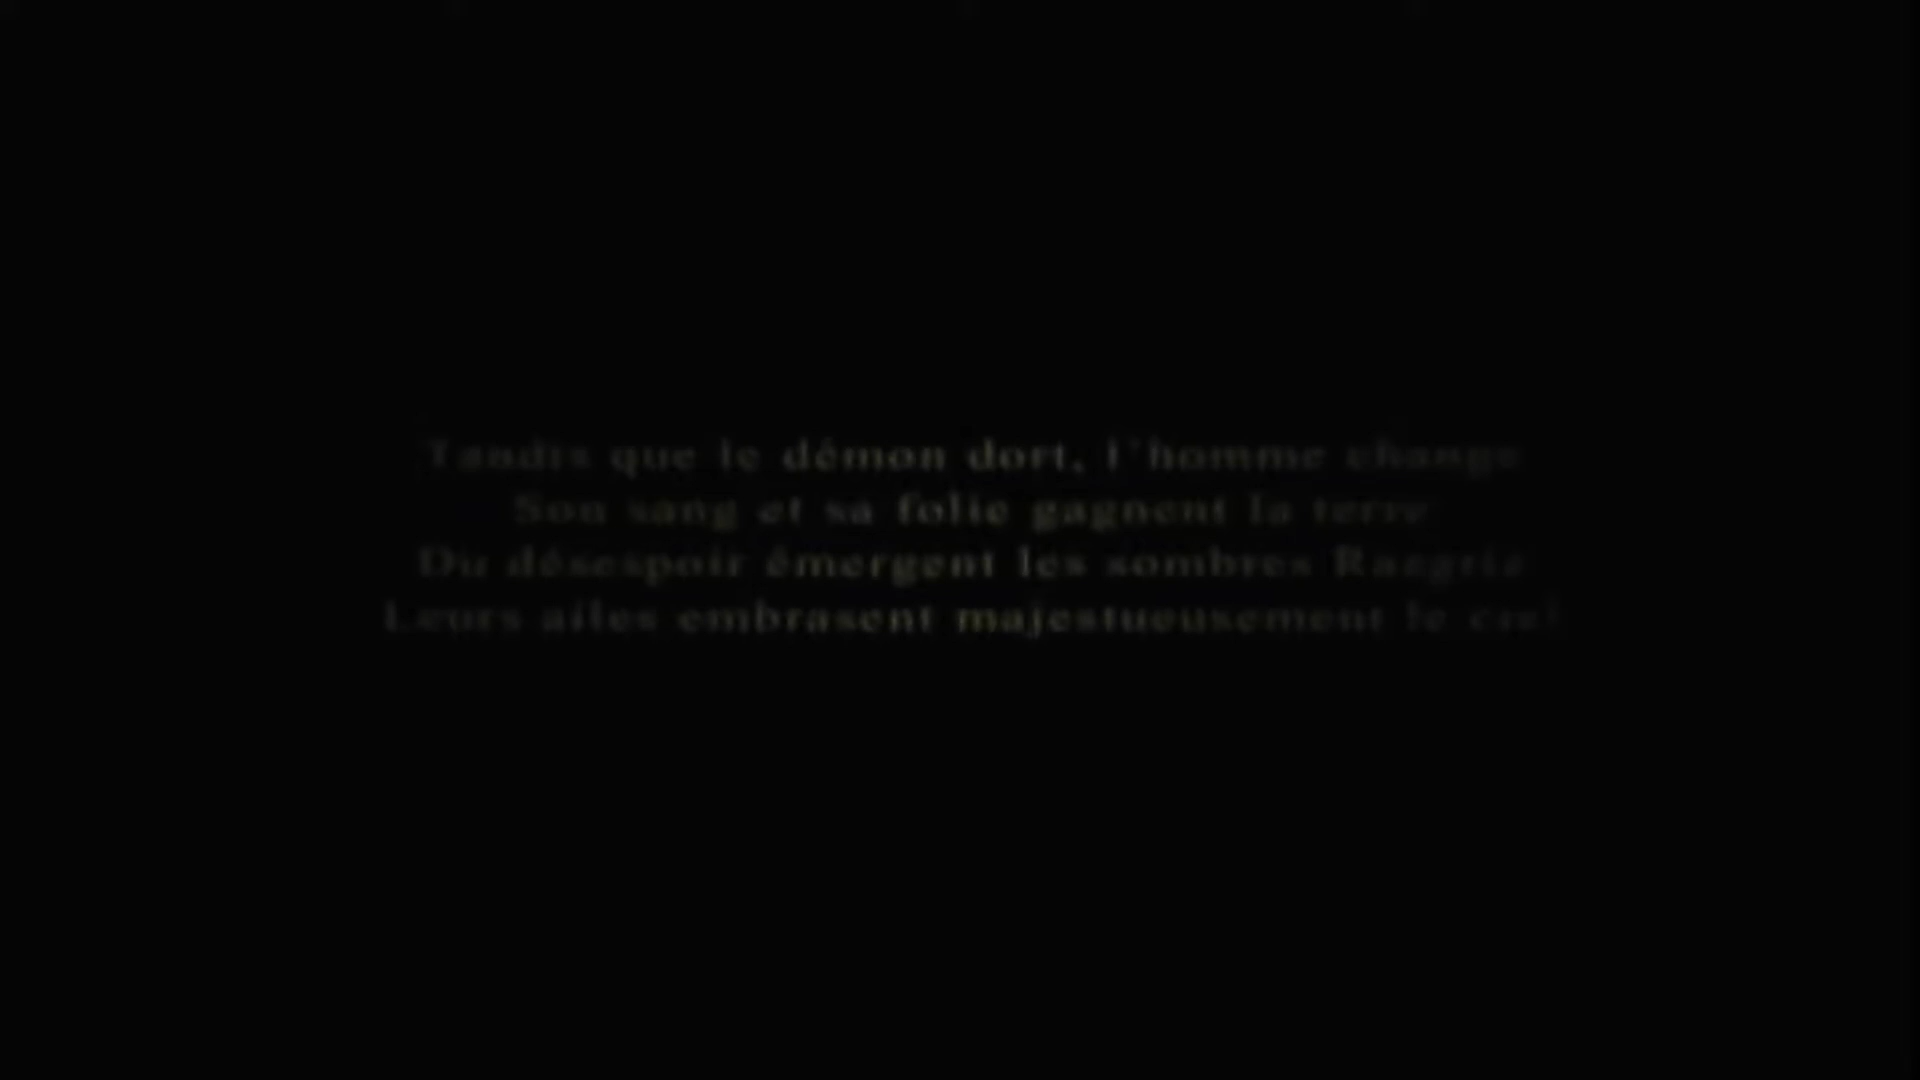 Tandis que le démon dort, l'homme change
Son sang et sa folie gagnent la terre
Du désespoir émergent les sombres Razgriz
Leurs ailes embrasent majestueusement le ciel